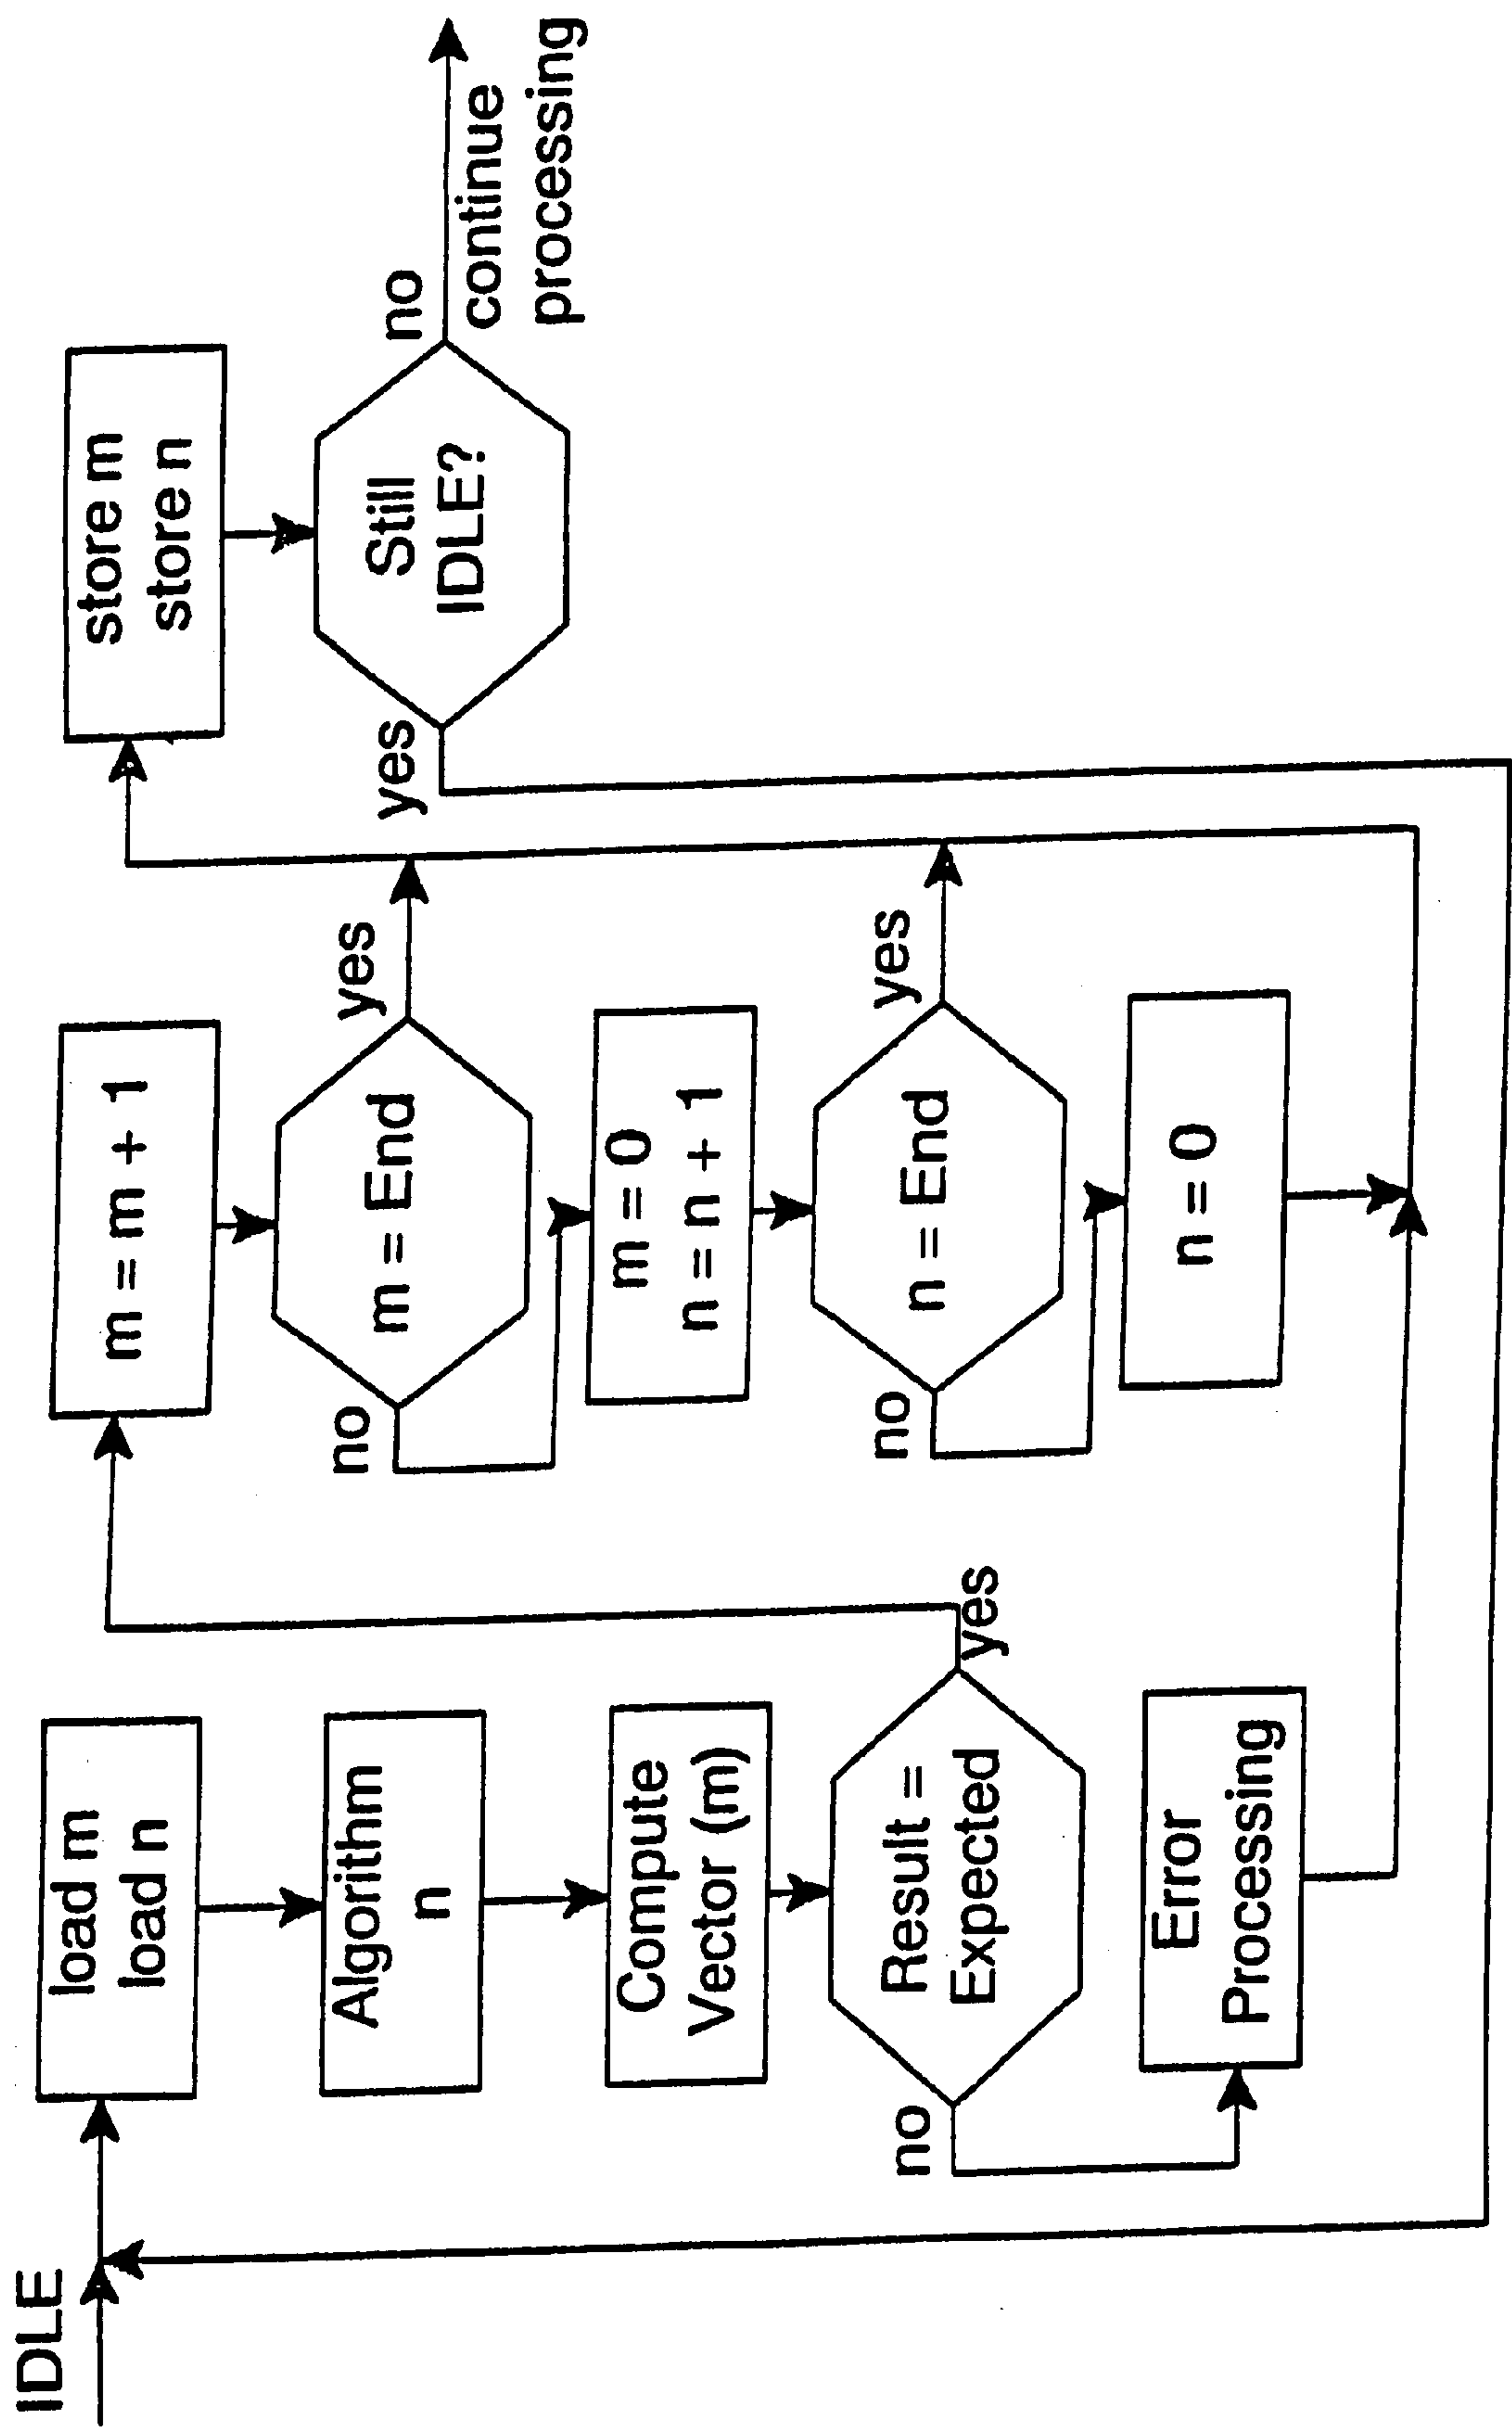 IDLE
load m
load n
Algorithm
n
Compute
Vector (m)
Result =
Expected
no
yes
Error
Processing
m = m + 1
m = End
no
yes
m = 0
n = n + 1
n = End
no
yes
n = 0
store m
store n
Still
IDLE?
yes
no
continue
processing